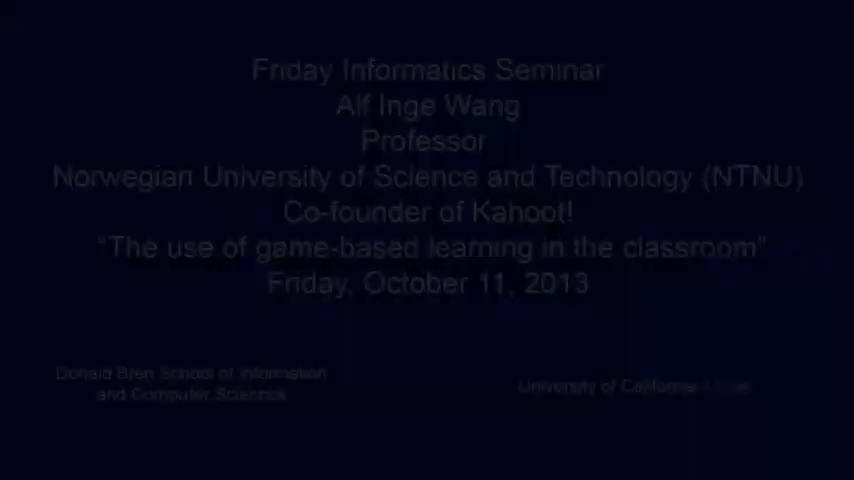 Friday Informatics Seminar
Alf Inge Wang
Professor
Norwegian University of Science and Technology (NTNU)
Co-founder of Kahoot!
"The use of game-based learning in the classroom"
Friday, October 11, 2013
Donald Bren School of Information
and Computer Sciences
University of California